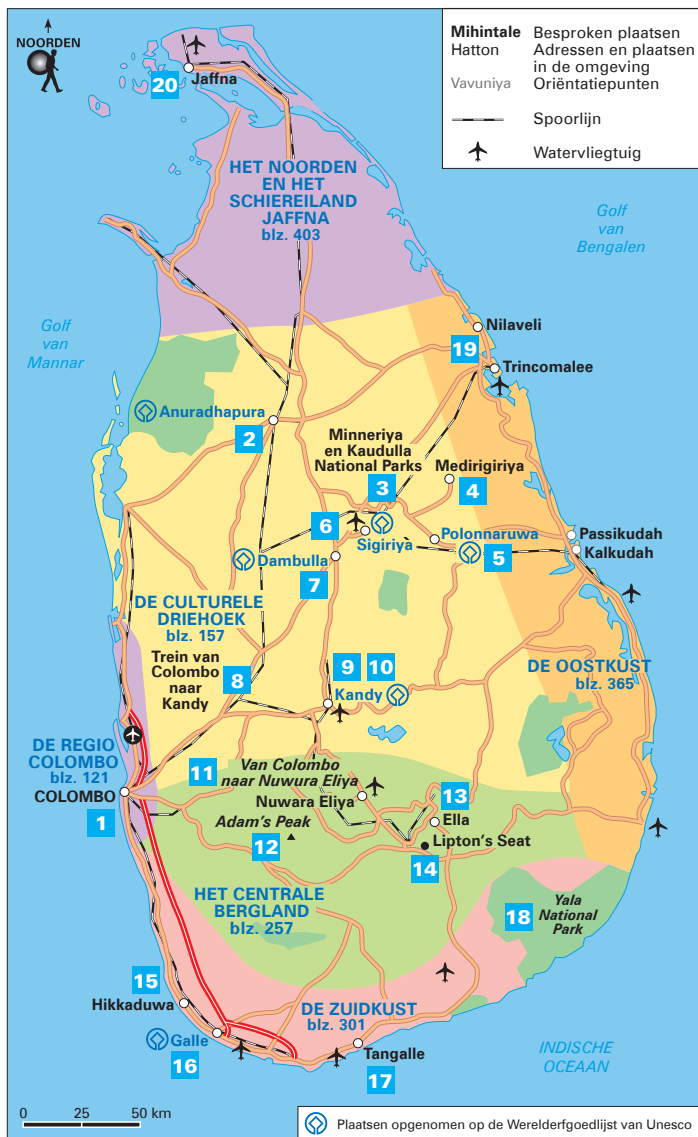 NOORDEN
Mihintale Besproken plaatsen
Hatton Adressen en plaatsen
in de omgeving
Vavuniya Oriëntatiepunten
Spoorlijn
Watervliegtuig
20
Jaffna
HET NOORDEN
EN HET
SCHIEREILAND
JAFFNA
blz. 403
Golf
van
Bengalen
Golf
van
Mannar
Nilaveli
19
Trincomalee
Anuradhapura
2
Minneriya
en Kaudulla
National Parks
3
Medirigiriya
4
6
Sigiriya
Polonnaruwa
5
Passikudah
Kalkudah
Dambulla
7
DE CULTURELE
DRIEHOEK
blz. 157
Trein van
Colombo
naar
Kandy
8
9 10
Kandy
DE OOSTKUST
blz. 365
DE REGIO
COLOMBO
blz. 121
COLOMBO
1
11
Van Colombo
naar Nuwura Eliya
Nuwara Eliya
13
Ella
Adam's Peak
12
Lipton's Seat
14
HET CENTRALE
BERGLAND
blz. 257
18
Yala
National
Park
15
Hikkaduwa
DE ZUIDKUST
blz. 301
Galle
16
Tangalle
17
INDISCHE
OCEAAN
0 25 50 km
Plaatsen opgenomen op de Werelderfgoedlijst van Unesco